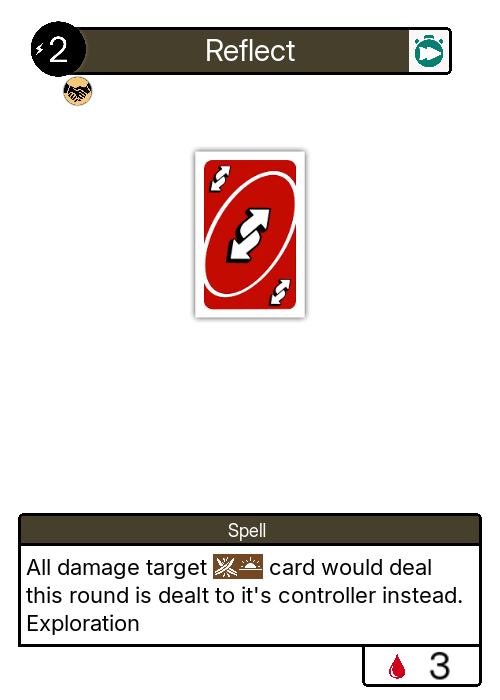 2
Reflect
Spell
All damage target card would deal
this round is dealt to it's controller instead.
Exploration
3